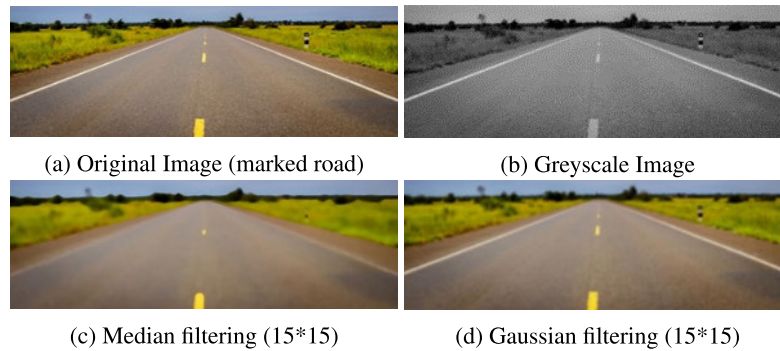 (a) Original Image (marked road)
(b) Greyscale Image
(c) Median filtering (15*15)
(d) Gaussian filtering (15*15)